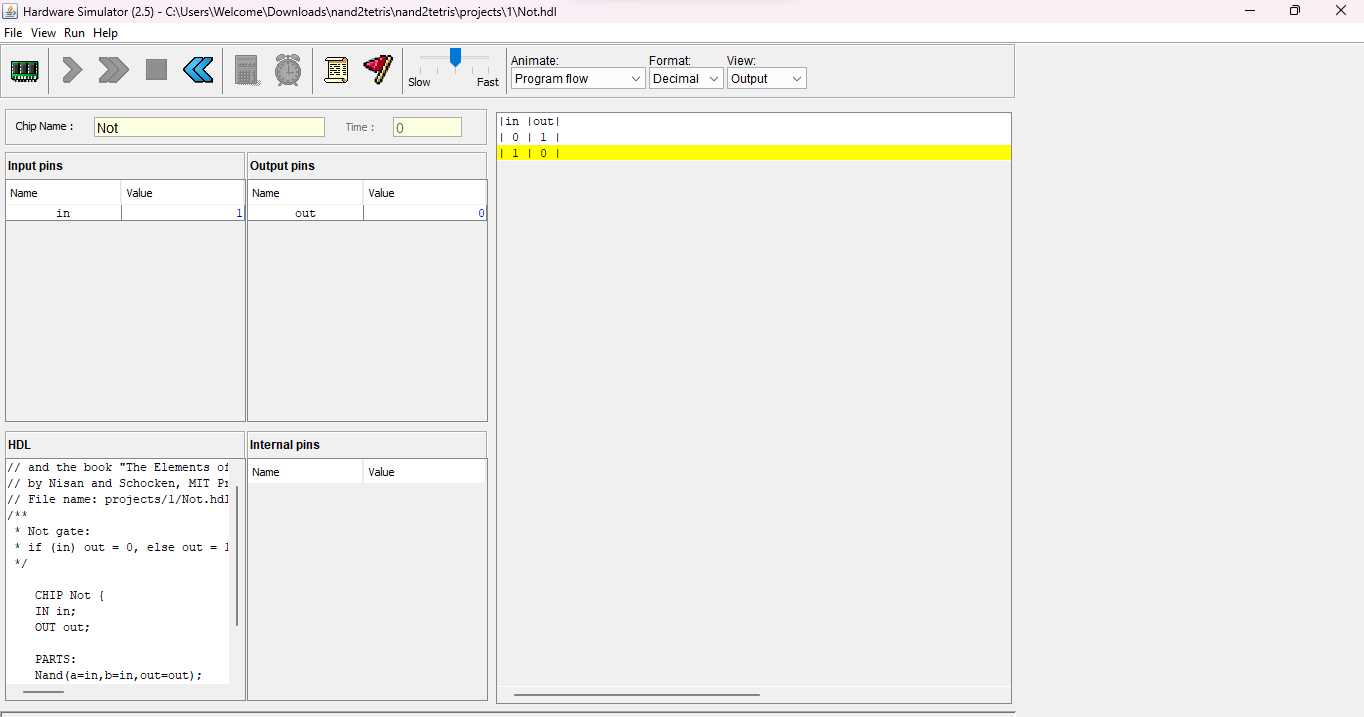 Hardware Simulator (2.5) - C:\Users\Welcome\Downloads\nand2tetris\nand2tetris\projects\1\Not.hdl
File View Run Help
Slow Fast
Animate: Format: View:
Program flow Decimal Output
Chip Name : Not Time : 0
Input pins
Name Value
in 1
Output pins
Name Value
out 0
HDL
// and the book "The Elements of
// by Nisan and Schocken, MIT Pr
// File name: projects/1/Not.hdl
/**
* Not gate:
* if (in) out = 0, else out = 1
*/
CHIP Not {
IN in;
OUT out;
PARTS:
Nand(a=in,b=in,out=out);
Internal pins
Name Value
|in |out|
| 0 | 1 |
| 1 | 0 |